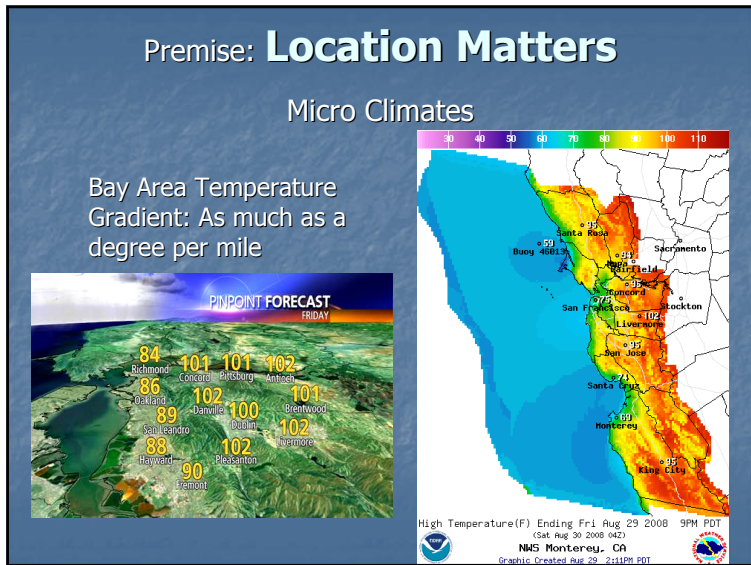 Premise: Location Matters
Micro Climates
Bay Area Temperature
Gradient: As much as a
degree per mile
PINPOINT FORECAST
FRIDAY
84
Richmond
101
Concord
101
Pittsburg
102
Antioch
86
Oakland
102
Danville
100
Dublin
101
Brentwood
89
San Leandro
102
Livermore
88
Hayward
102
Pleasanton
90
Fremont
30 40 50 60 70 80 90 100 110
95
Santa Rosa
59
Buoy 46013
Sacramento
94
Napa
Fairfield
95
Concord
75
San Francisco
Stockton
102
Livermore
95
San Jose
74
Santa Cruz
69
Monterey
95
King City
High Temperature(F) Ending Fri Aug 29 2008 9PM PDT
(Sat Aug 30 2008 04Z)
NWS Monterey, CA
Graphic Created Aug 29 2:11PM PDT